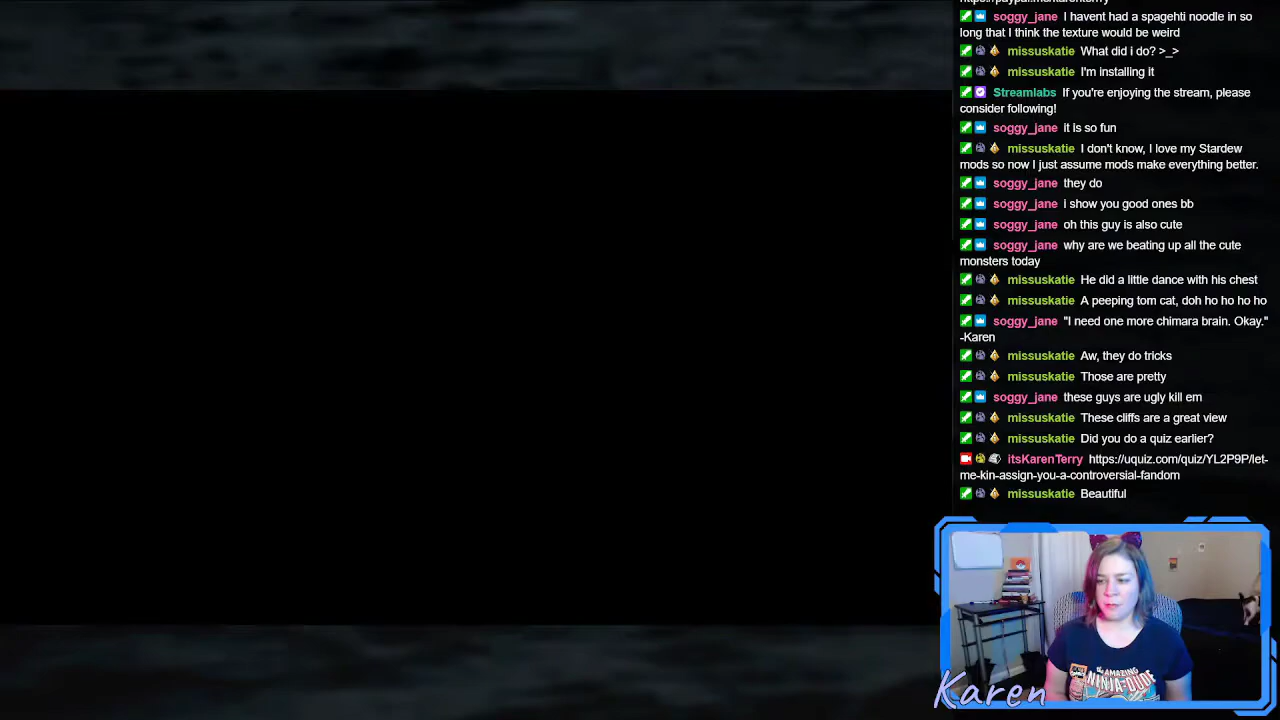 soggy_jane I havent had a spagehti noodle in so
long that I think the texture would be weird
missuskatie What did i do? >_>
missuskatie I'm installing it
Streamlabs If you're enjoying the stream, please
consider following!
soggy_jane it is so fun
missuskatie I don't know, I love my Stardew
mods so now I just assume mods make everything better.
soggy_jane they do
soggy_jane i show you good ones bb
soggy_jane oh this guy is also cute
soggy_jane why are we beating up all the cute
monsters today
missuskatie He did a little dance with his chest
missuskatie A peeping tom cat, doh ho ho ho ho
soggy_jane "I need one more chimara brain. Okay."
-Karen
missuskatie Aw, they do tricks
missuskatie Those are pretty
soggy_jane these guys are ugly kill em
missuskatie These cliffs are a great view
missuskatie Did you do a quiz earlier?
itsKarenTerry https://uquiz.com/quiz/YL2P9P/let-
me-kin-assign-you-a-controversial-fandom
missuskatie Beautiful
AMAZING
NINJA-DUDE
Karen